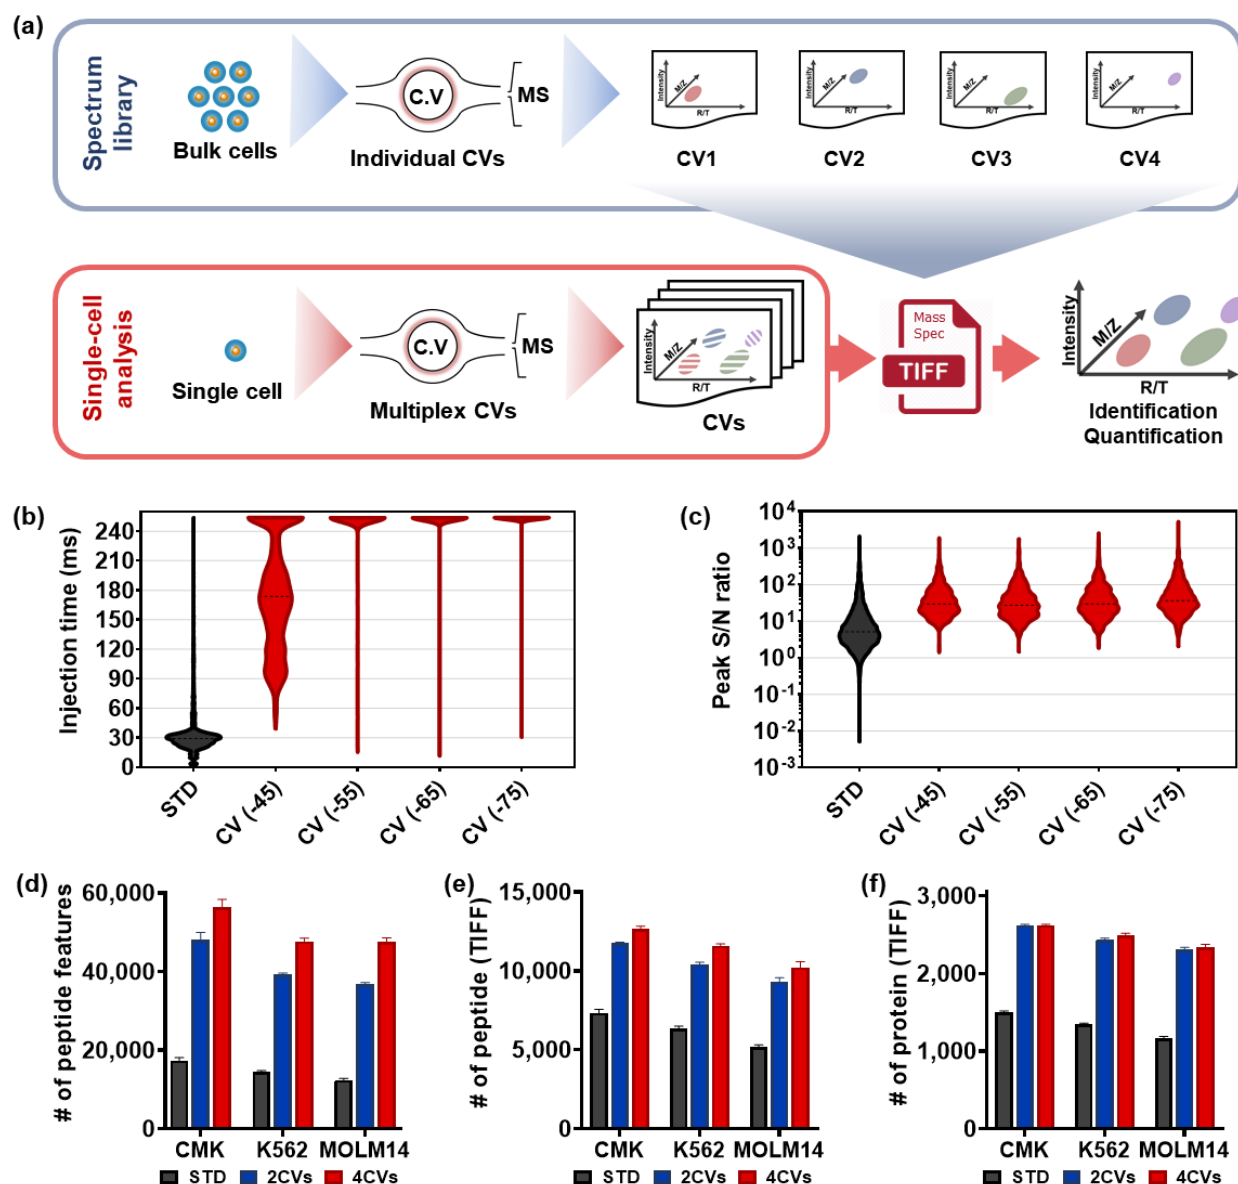 (a)
Spectrum
library
Bulk cells
C.V
Individual CVs
MS
Intensity
M/Z
R/T
CV1
Intensity
M/Z
R/T
CV2
Intensity
M/Z
R/T
CV3
Intensity
M/Z
R/T
CV4
Single-cell
analysis
Single cell
C.V
Multiplex CVs
MS
Intensity
M/Z
R/T
CVs
Mass
Spec
TIFF
Intensity
M/Z
R/T
Identification
Quantification
(b)
Injection time (ms)
240
210
180
150
120
90
60
30
0
STD
CV (-45)
CV (-55)
CV (-65)
CV (-75)
(c)
Peak S/N ratio
10⁴
10³
10²
10¹
10⁰
10⁻¹
10⁻²
10⁻³
STD
CV (-45)
CV (-55)
CV (-65)
CV (-75)
(d)
# of peptide features
60,000
40,000
20,000
0
CMK K562 MOLM14
STD 2CVs 4CVs
(e)
# of peptide (TIFF)
15,000
10,000
5,000
0
CMK K562 MOLM14
STD 2CVs 4CVs
(f)
# of protein (TIFF)
3,000
2,000
1,000
0
CMK K562 MOLM14
STD 2CVs 4CVs